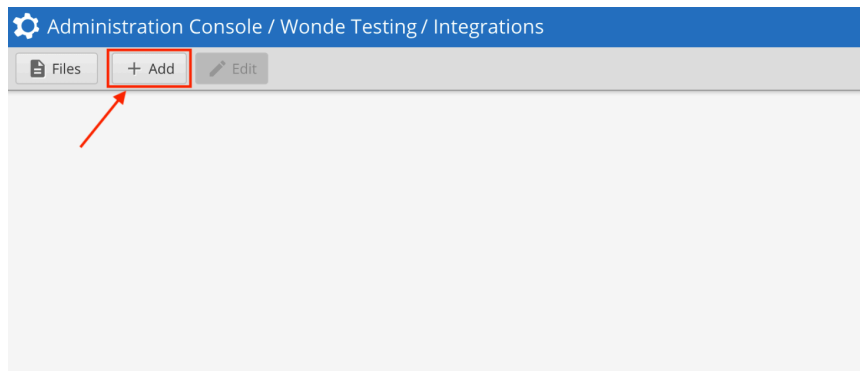 Administration Console / Wonde Testing / Integrations
Files + Add Edit